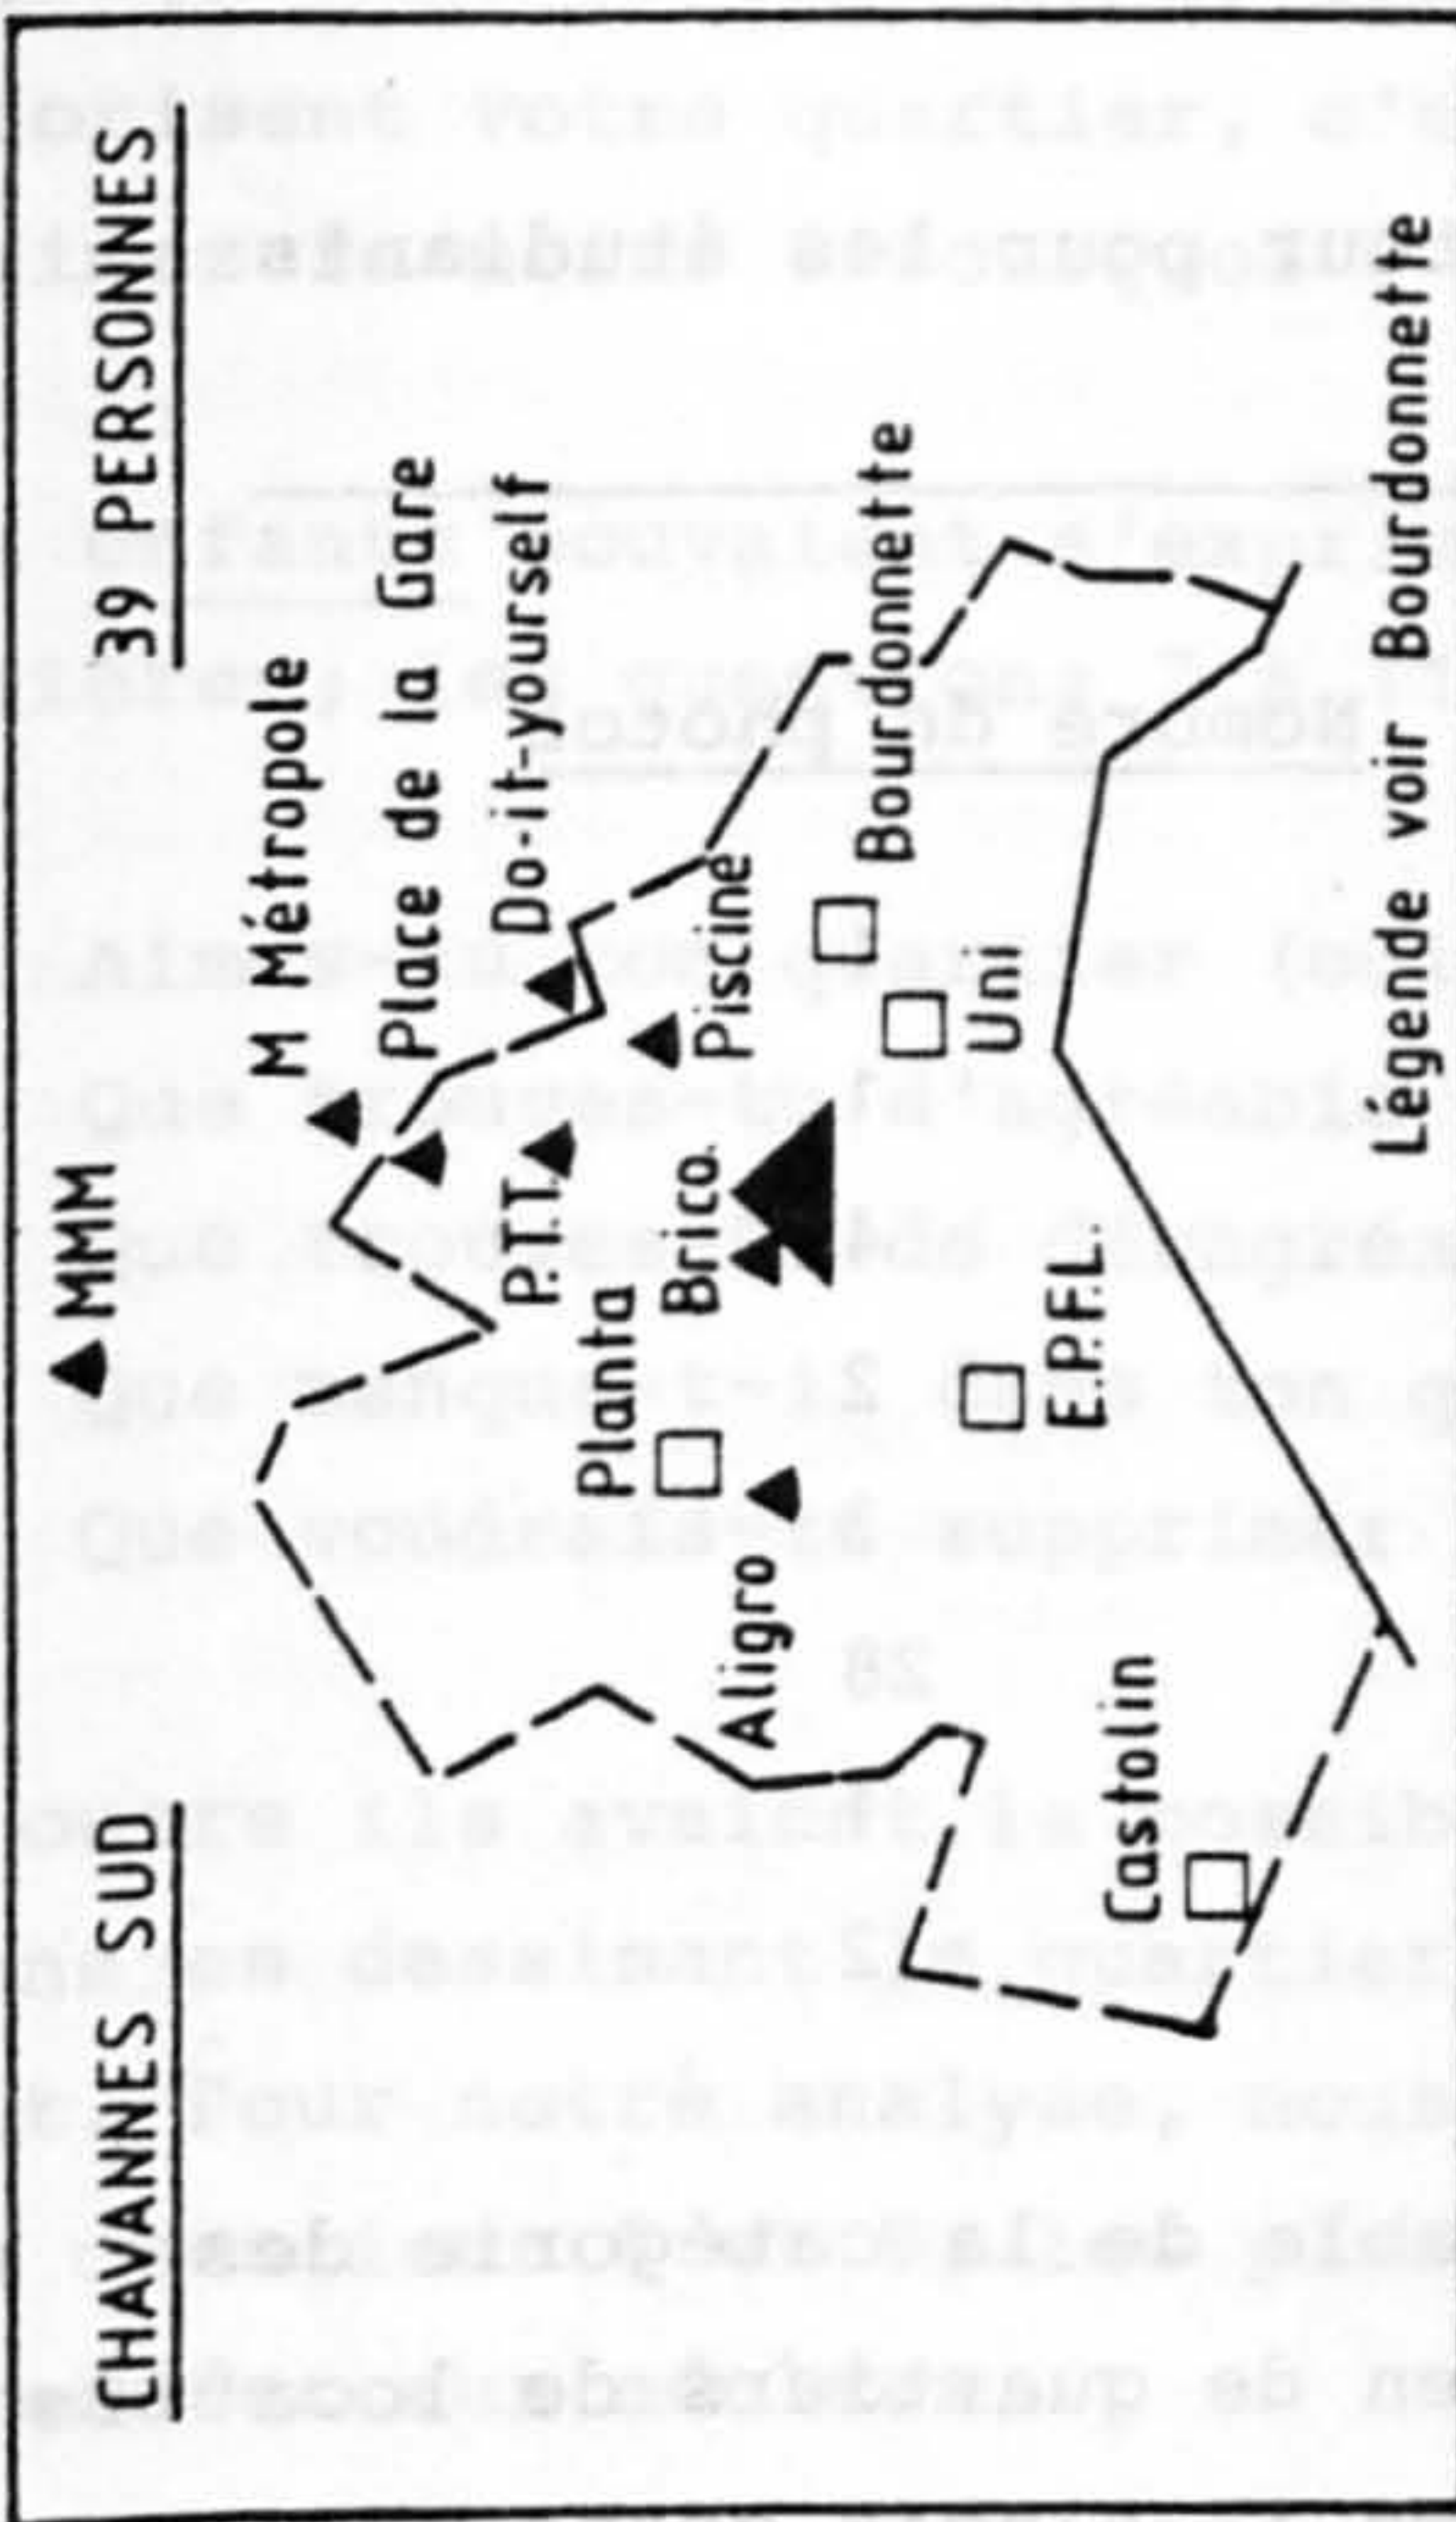 CHAVANNES SUD
39 PERSONNES
MMM
M Métropole
Place de la Gare
Do-it-yourself
P.T.T.
Planta
Brico.
Piscine
Aligro
Bourdonnette
Uni
E.P.F.L.
Castolin
Légende voir Bourdonnette